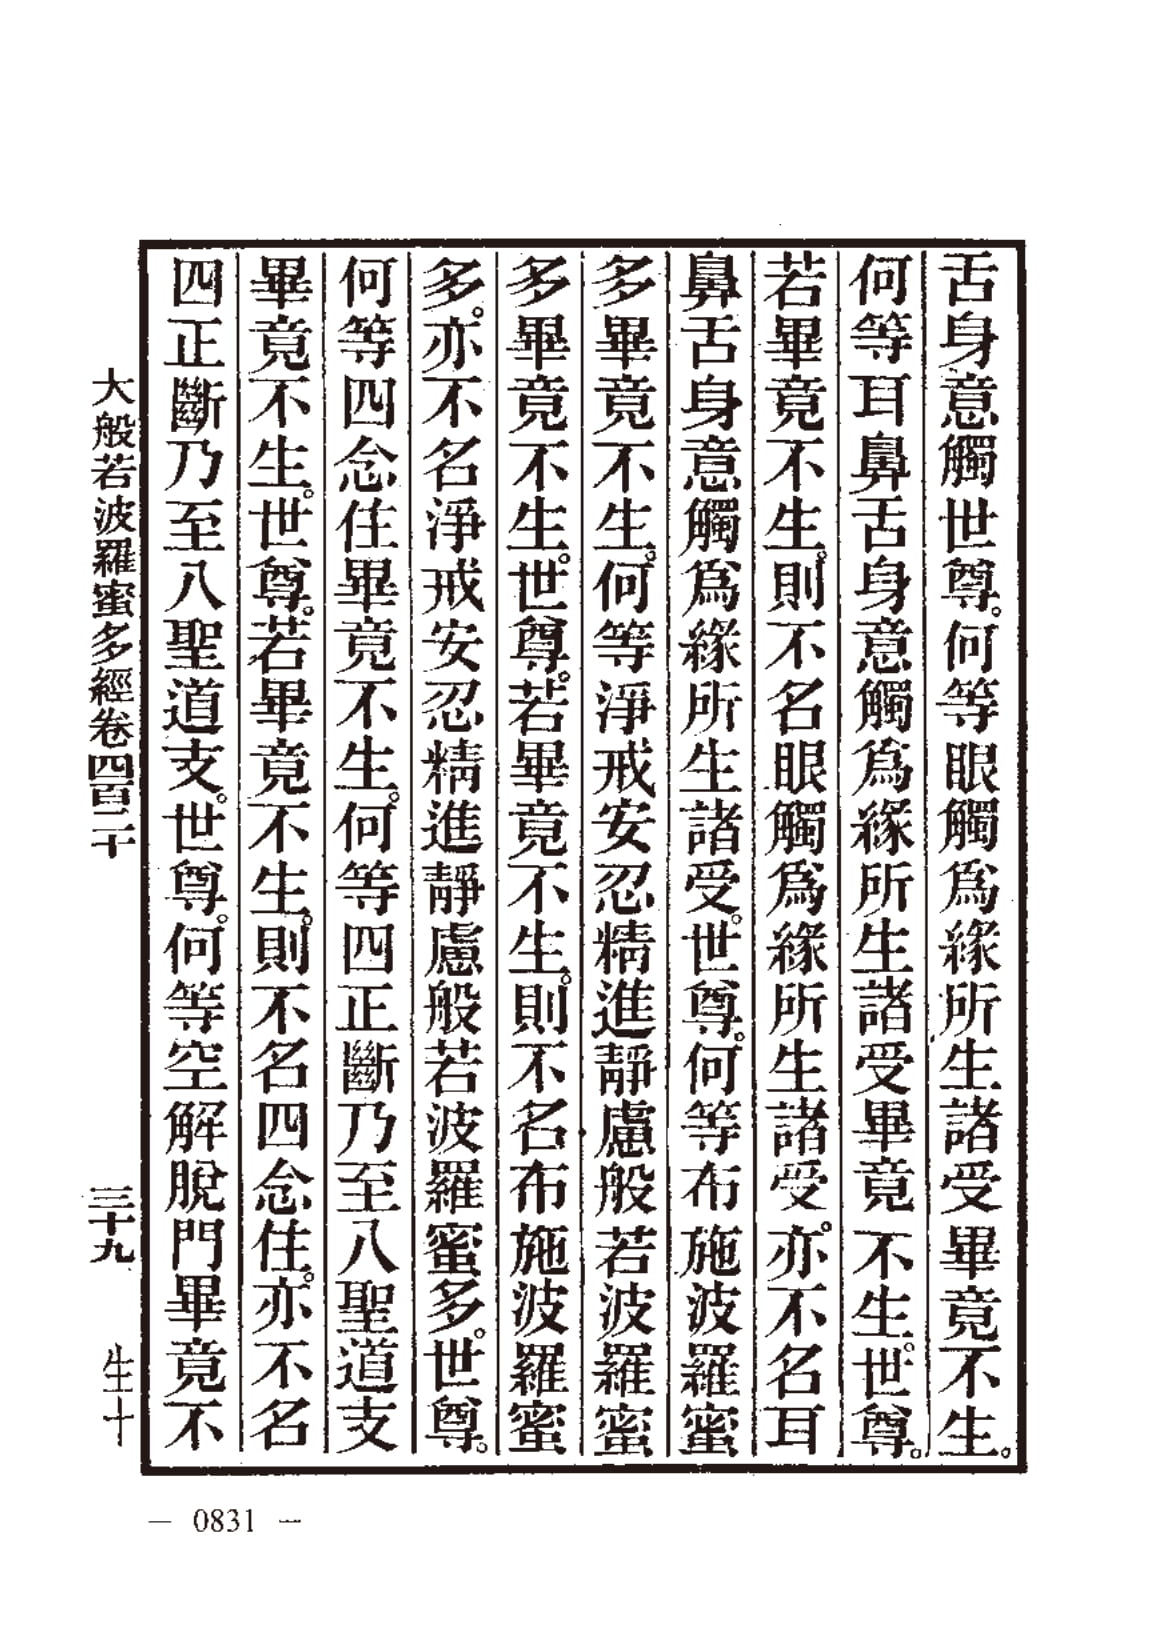 舌身意觸世尊。何等眼觸爲緣所生諸受畢竟不生。
何等耳鼻舌身意觸爲緣所生諸受畢竟不生。世尊。
若畢竟不生。則不名眼觸爲緣所生諸受。亦不名耳
鼻舌身意觸爲緣所生諸受。世尊。何等布施波羅蜜
多畢竟不生。何等淨戒安忍精進靜慮般若波羅蜜
多畢竟不生。世尊。若畢竟不生。則不名布施波羅蜜
多。亦不名淨戒安忍精進靜慮般若波羅蜜多。世尊。
何等四念住畢竟不生。何等四正斷乃至八聖道支
畢竟不生。世尊。若畢竟不生。則不名四念住。亦不名
四正斷乃至八聖道支。世尊。何等空解脫門畢竟不
大般若波羅蜜多經卷四百二十 三十九 生十
— 0831 —